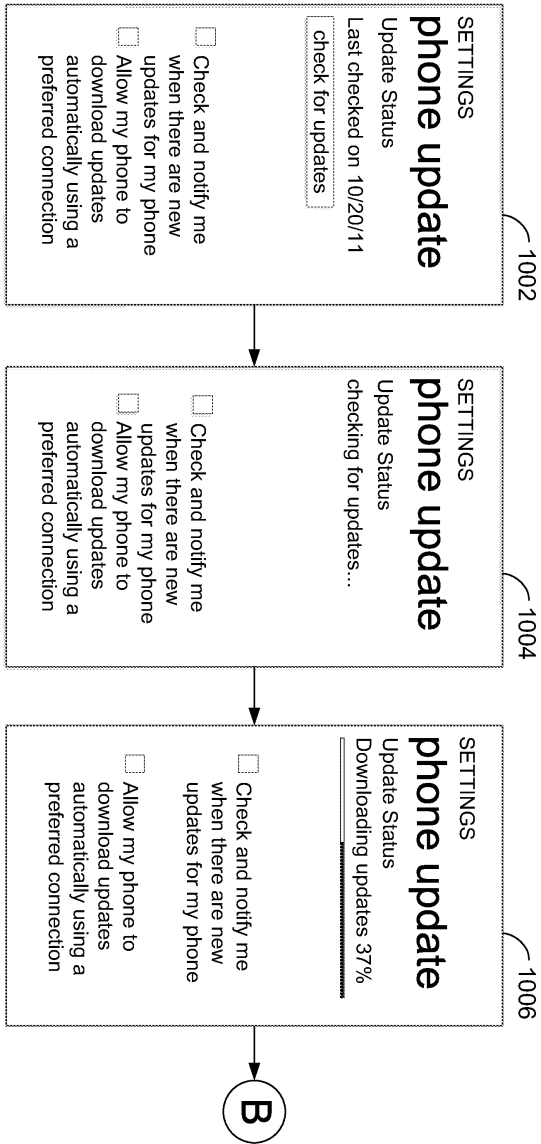 1002
SETTINGS
phone update
Update Status
Last checked on 10/20/11
check for updates
Check and notify me
when there are new
updates for my phone
Allow my phone to
download updates
automatically using a
preferred connection
1004
SETTINGS
phone update
Update Status
checking for updates...
Check and notify me
when there are new
updates for my phone
Allow my phone to
download updates
automatically using a
preferred connection
1006
SETTINGS
phone update
Update Status
Downloading updates 37%
Check and notify me
when there are new
updates for my phone
Allow my phone to
download updates
automatically using a
preferred connection
B